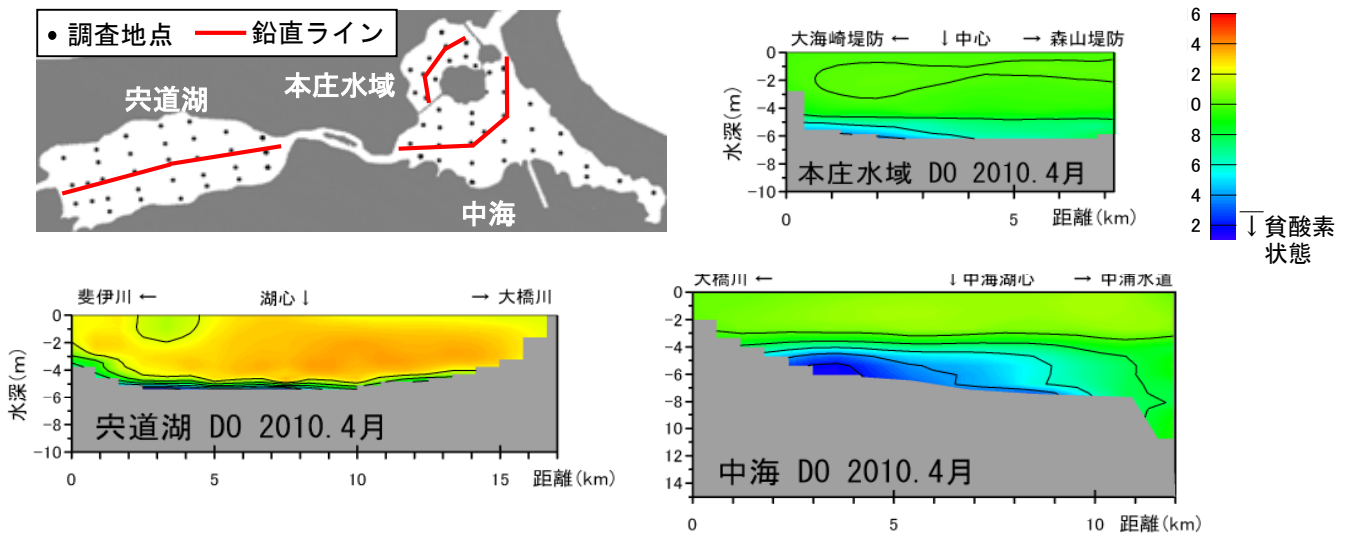 • 調査地点 ― 鉛直ライン
宍道湖
本庄水域
中海
大海崎堤防 ← ↓中心 → 森山堤防
0
-2
-4
-6
-8
-10
水深(m)
本庄水域 DO 2010.4月
0 5 距離(km)
6
4
2
0
8
6
4
2
↓貧酸素
状態
斐伊川 ← 湖心↓ → 大橋川
0
-2
-4
-6
-8
-10
水深(m)
宍道湖 DO 2010.4月
0 5 10 15 距離(km)
大橋川 ← ↓中海湖心 → 中浦水道
0
-2
-4
-6
-8
10
12
14
中海 DO 2010.4月
0 5 10 距離(km)